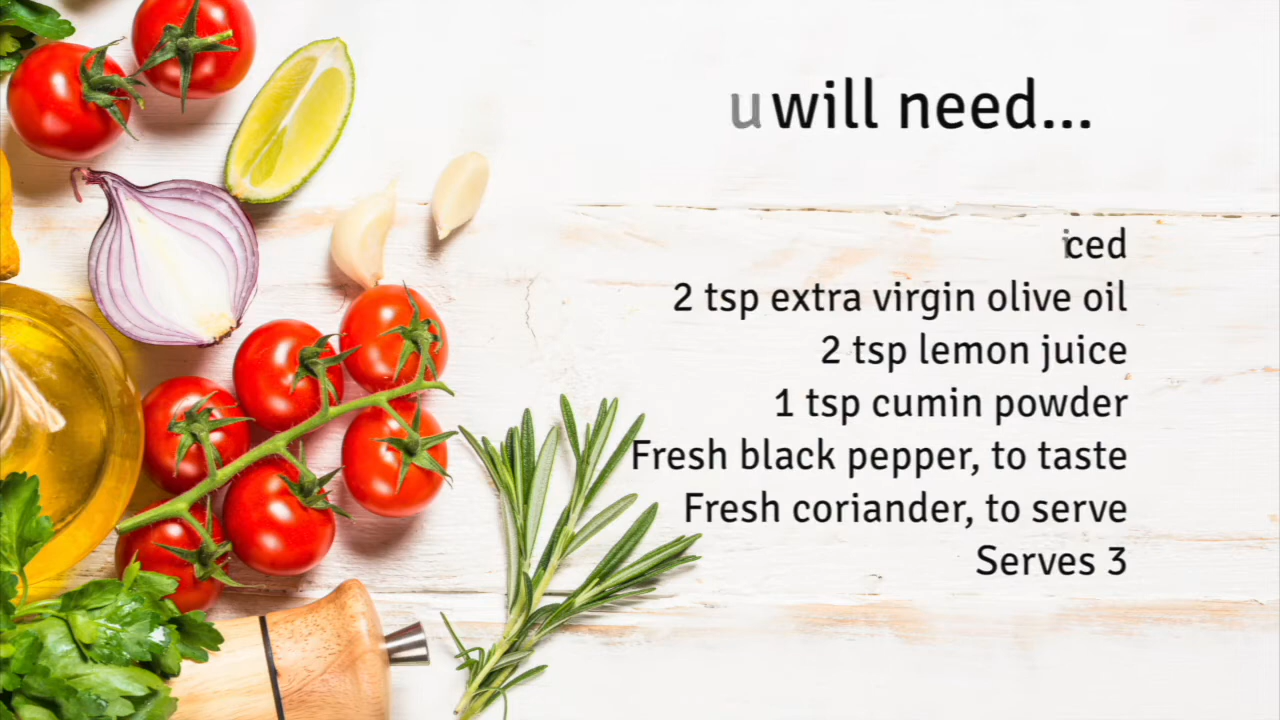 u will need...
iced
2 tsp extra virgin olive oil
2 tsp lemon juice
1 tsp cumin powder
Fresh black pepper, to taste
Fresh coriander, to serve
Serves 3